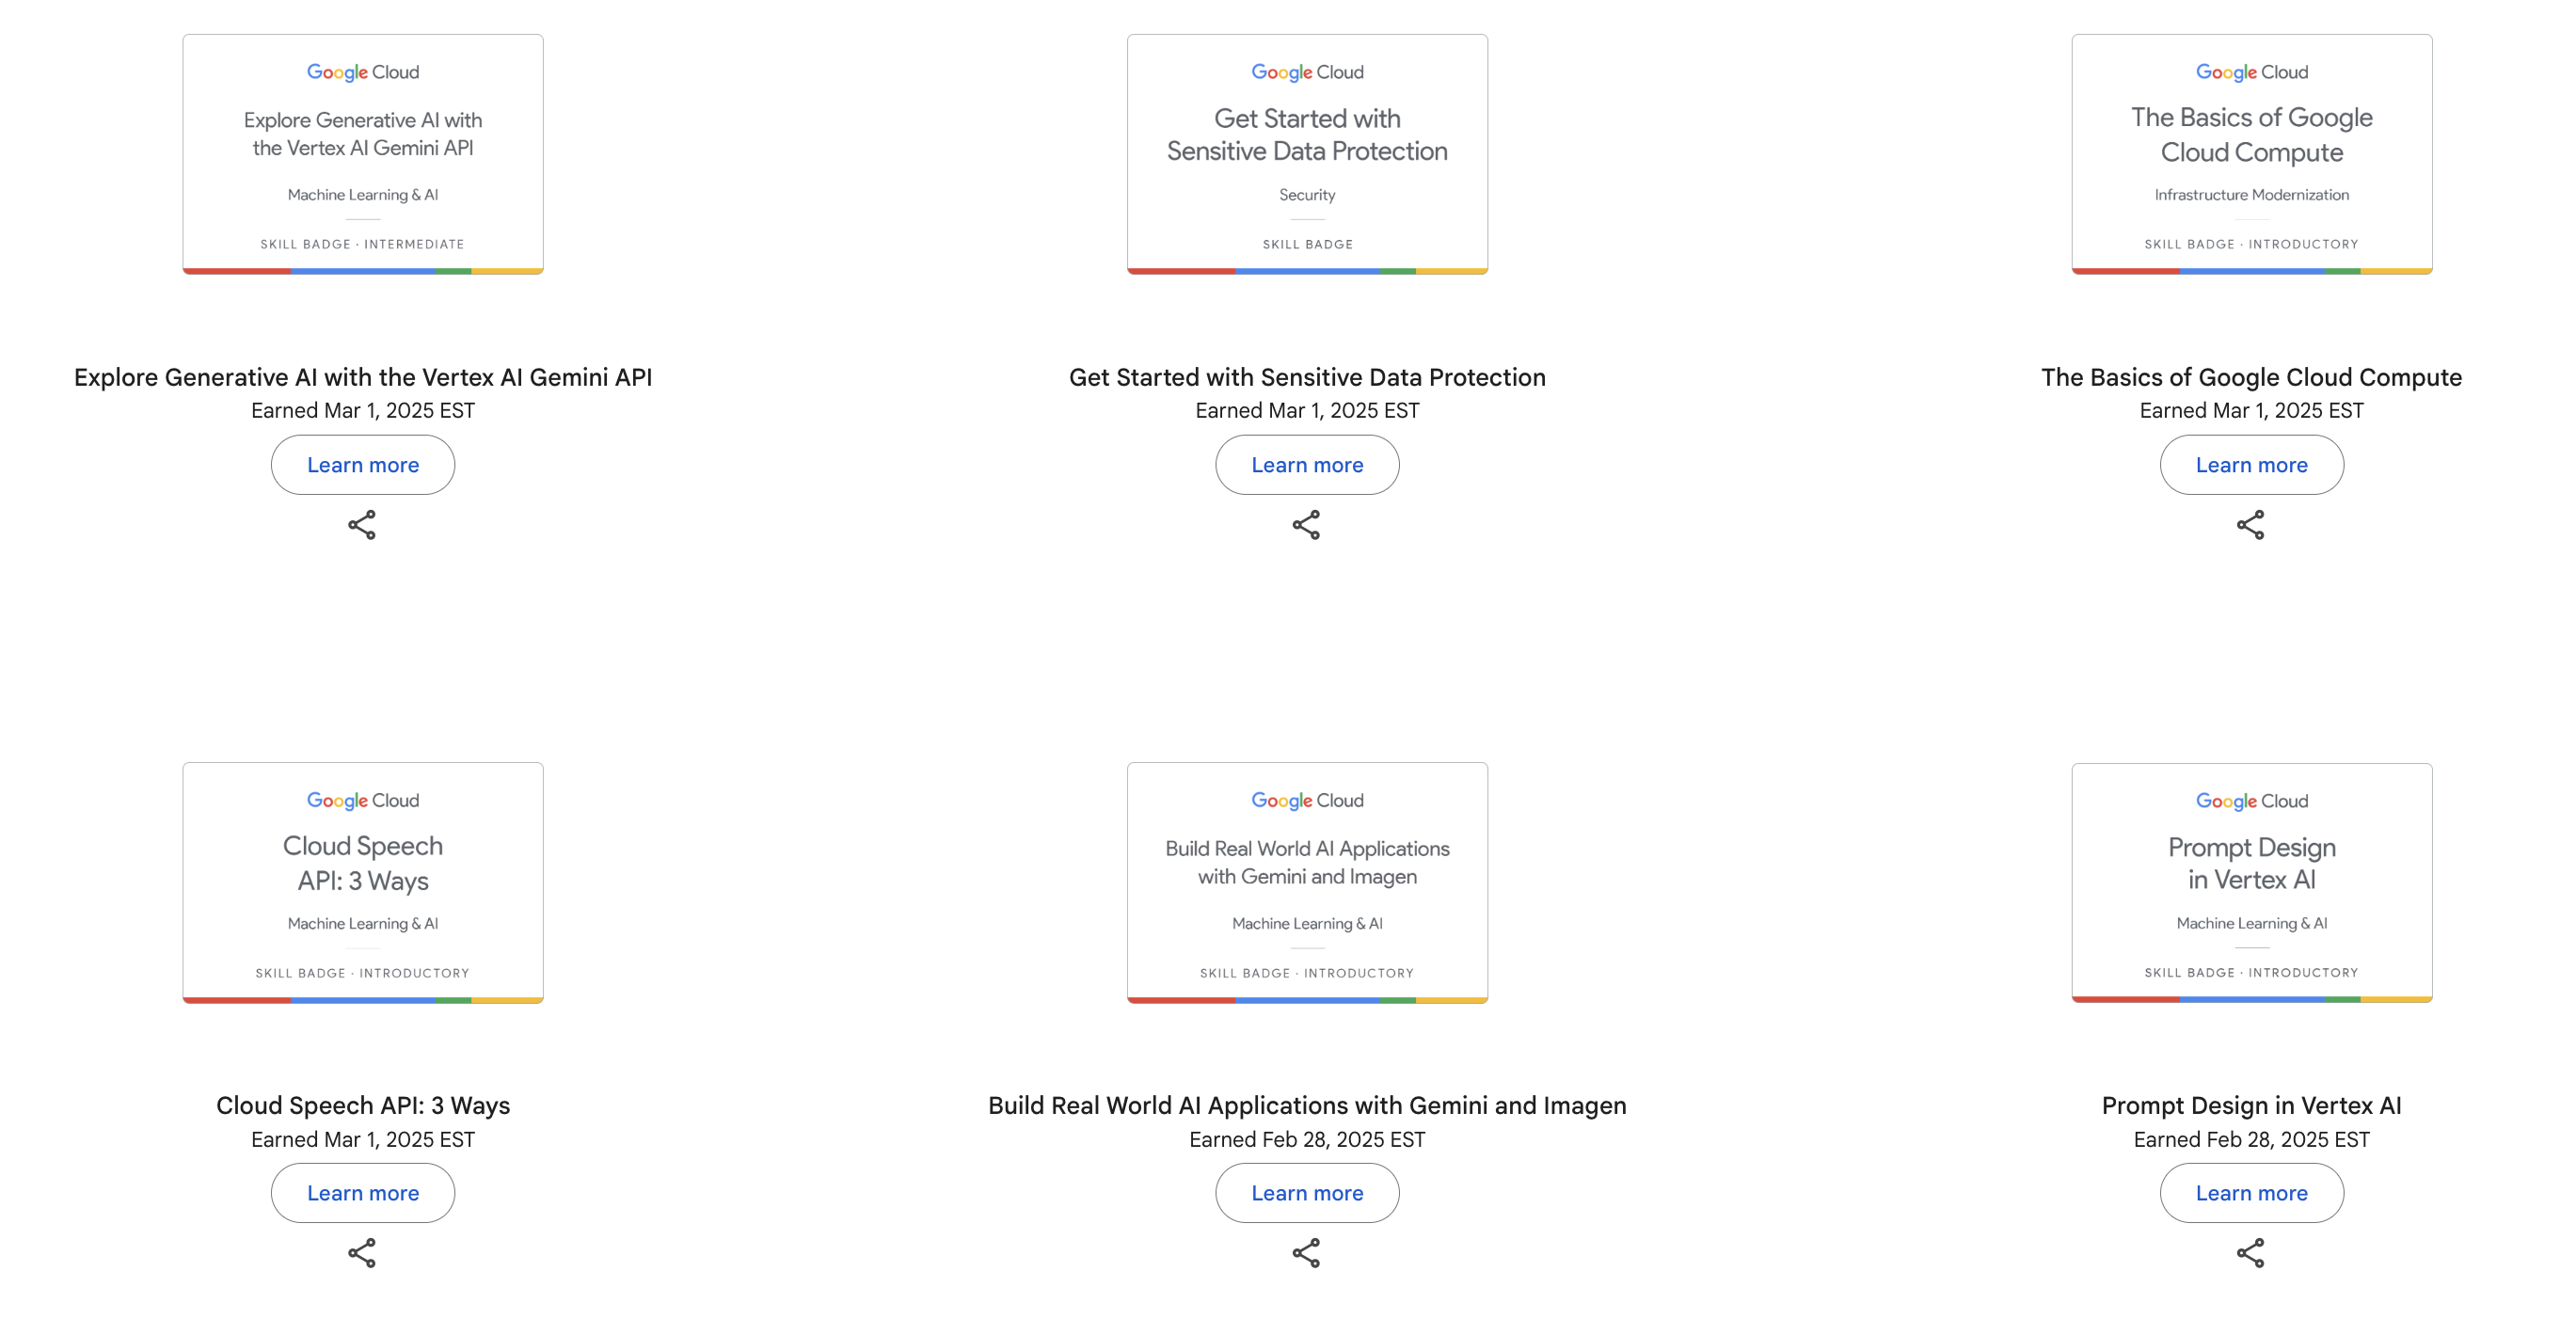 Google Cloud
Explore Generative AI with
the Vertex AI Gemini API
Machine Learning & AI
SKILL BADGE · INTERMEDIATE
Explore Generative AI with the Vertex AI Gemini API
Earned Mar 1, 2025 EST
Learn more
Google Cloud
Get Started with
Sensitive Data Protection
Security
SKILL BADGE
Get Started with Sensitive Data Protection
Earned Mar 1, 2025 EST
Learn more
Google Cloud
The Basics of Google
Cloud Compute
Infrastructure Modernization
SKILL BADGE · INTRODUCTORY
The Basics of Google Cloud Compute
Earned Mar 1, 2025 EST
Learn more
Google Cloud
Cloud Speech
API: 3 Ways
Machine Learning & AI
SKILL BADGE · INTRODUCTORY
Cloud Speech API: 3 Ways
Earned Mar 1, 2025 EST
Learn more
Google Cloud
Build Real World AI Applications
with Gemini and Imagen
Machine Learning & AI
SKILL BADGE · INTRODUCTORY
Build Real World AI Applications with Gemini and Imagen
Earned Feb 28, 2025 EST
Learn more
Google Cloud
Prompt Design
in Vertex AI
Machine Learning & AI
SKILL BADGE · INTRODUCTORY
Prompt Design in Vertex AI
Earned Feb 28, 2025 EST
Learn more